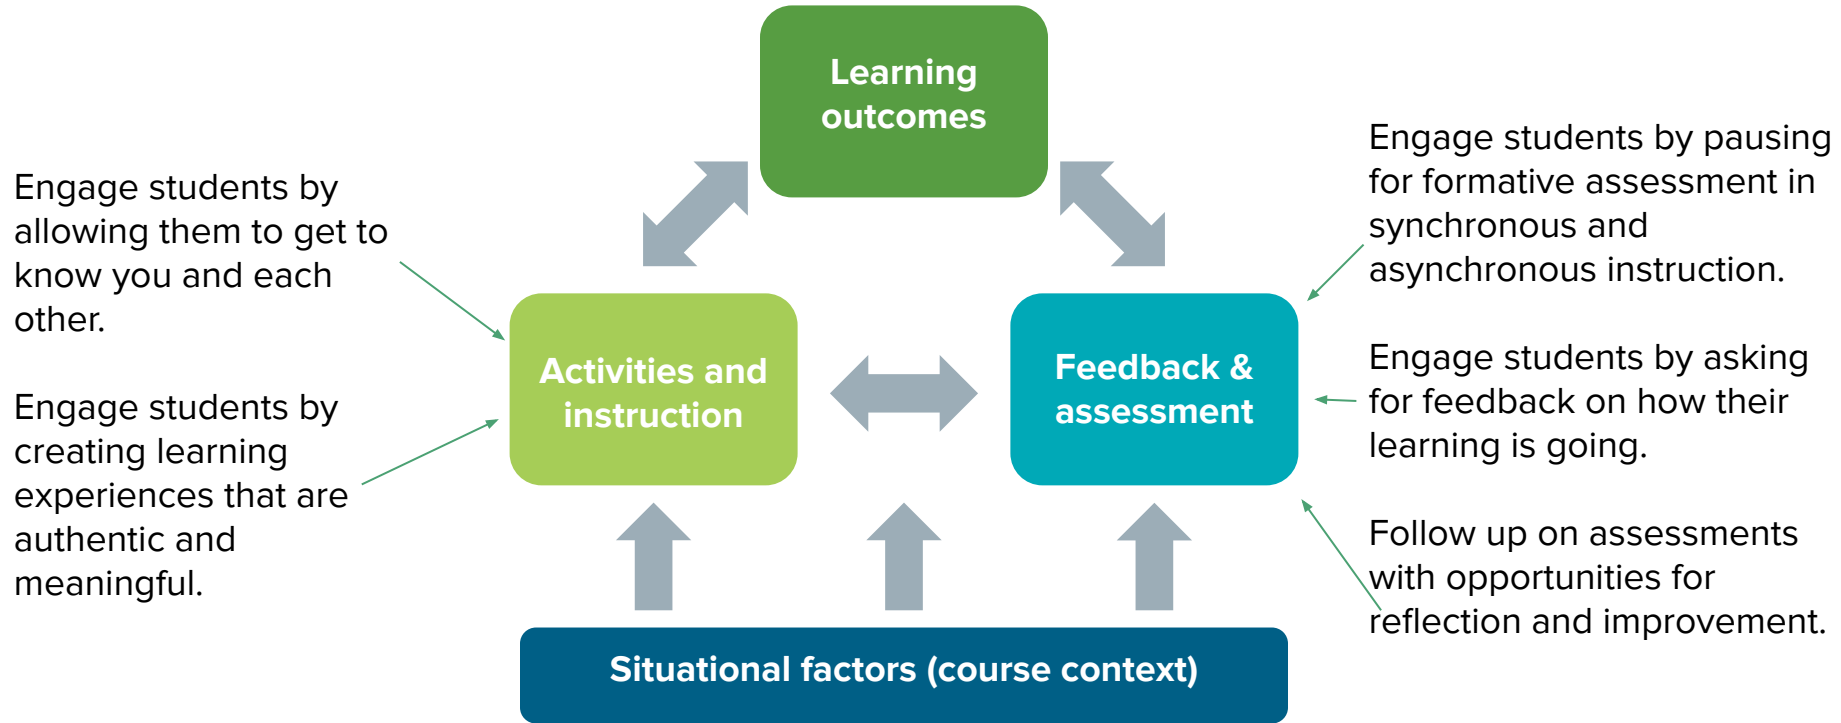 Learning
outcomes
Engage students by
allowing them to get to
know you and each
other.
Engage students by
creating learning
experiences that are
authentic and
meaningful.
Activities and
instruction
Feedback &
assessment
Engage students by pausing
for formative assessment in
synchronous and
asynchronous instruction.
Engage students by asking
for feedback on how their
learning is going.
Follow up on assessments
with opportunities for
reflection and improvement.
Situational factors (course context)